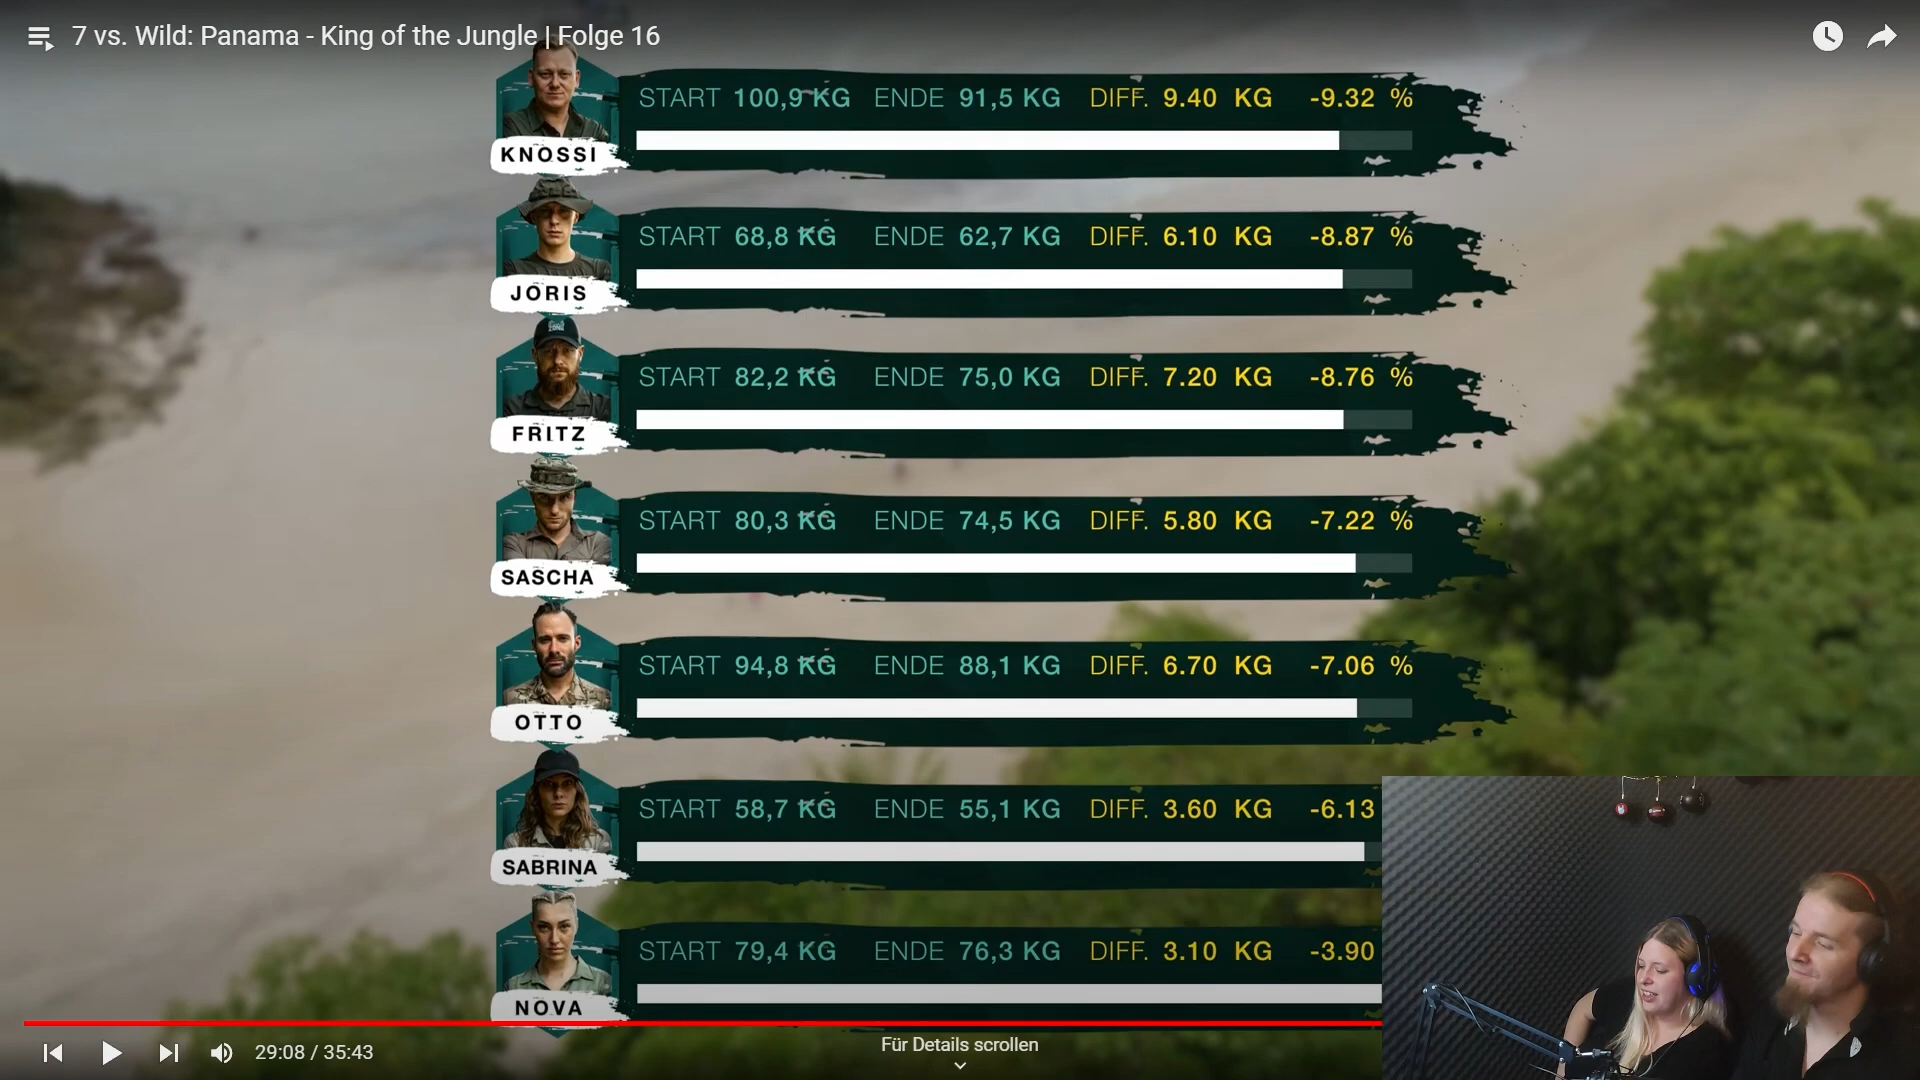 7 vs. Wild: Panama - King of the Jungle | Folge 16
START 100,9 KG ENDE 91,5 KG DIFF. 9.40 KG -9.32 %
KNOSSI
START 68,8 KG ENDE 62,7 KG DIFF. 6.10 KG -8.87 %
JORIS
START 82,2 KG ENDE 75,0 KG DIFF. 7.20 KG -8.76 %
FRITZ
START 80,3 KG ENDE 74,5 KG DIFF. 5.80 KG -7.22 %
SASCHA
START 94,8 KG ENDE 88,1 KG DIFF. 6.70 KG -7.06 %
OTTO
START 58,7 KG ENDE 55,1 KG DIFF. 3.60 KG -6.13
SABRINA
START 79,4 KG ENDE 76,3 KG DIFF. 3.10 KG -3.90
NOVA
29:08 / 35:43
Für Details scrollen